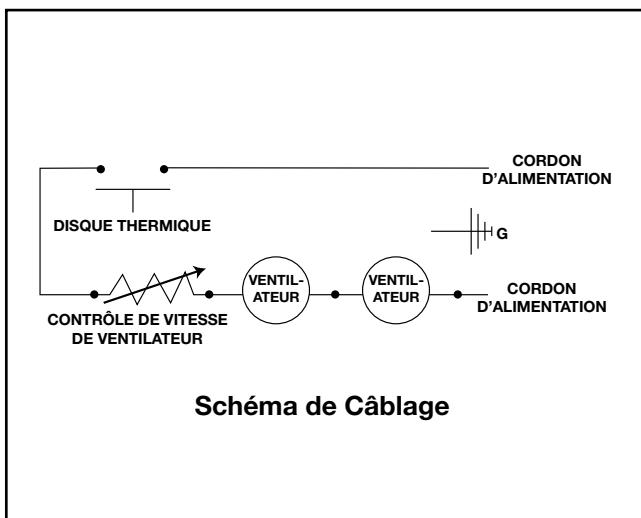 CORDON
D'ALIMENTATION
DISQUE THERMIQUE
G
VENTIL-
ATEUR
VENTIL-
ATEUR
CORDON
D'ALIMENTATION
CONTRÔLE DE VITESSE
DE VENTILATEUR
Schéma de Câblage